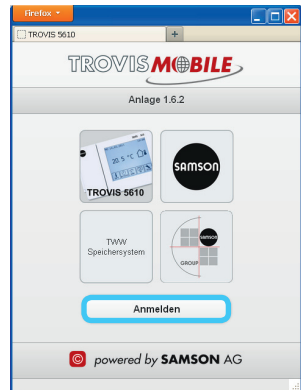 Firefox
TROVIS 5610
TROVIS MOBILE
Anlage 1.6.2
20.5 °C
TROVIS 5610
SAMSON
TWW
Speichersystem
SAMSON
GROUP
Anmelden
© powered by SAMSON AG